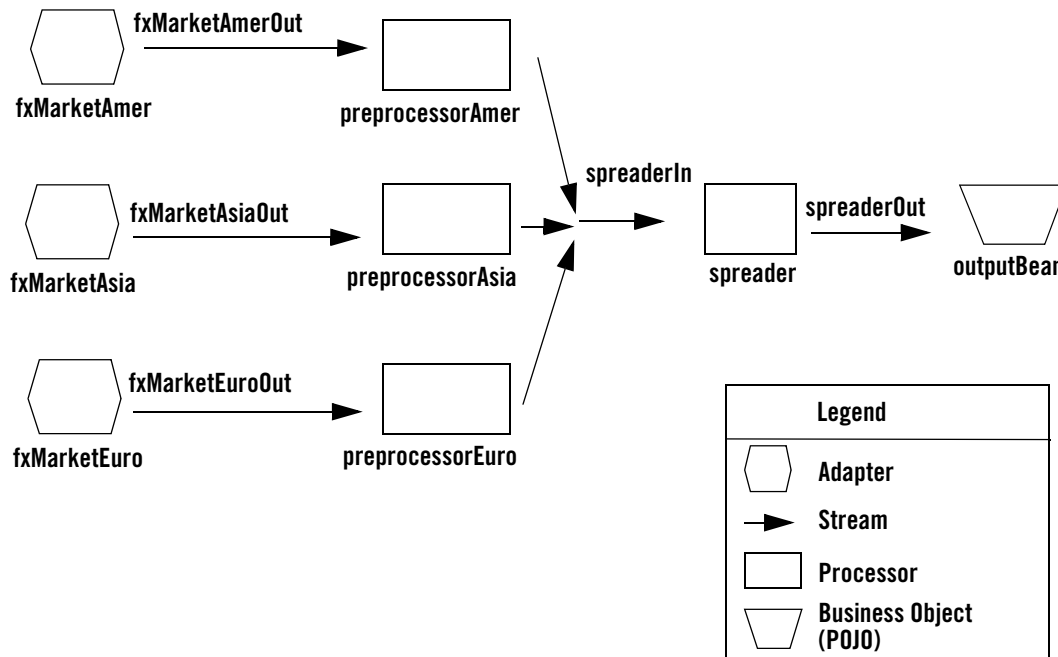 fxMarketAmerOut
fxMarketAmer
preprocessorAmer
spreaderIn
fxMarketAsiaOut
spreaderOut
fxMarketAsia
preprocessorAsia
spreader
outputBean
fxMarketEuroOut
fxMarketEuro
preprocessorEuro
Legend
Adapter
Stream
Processor
Business Object
(POJO)